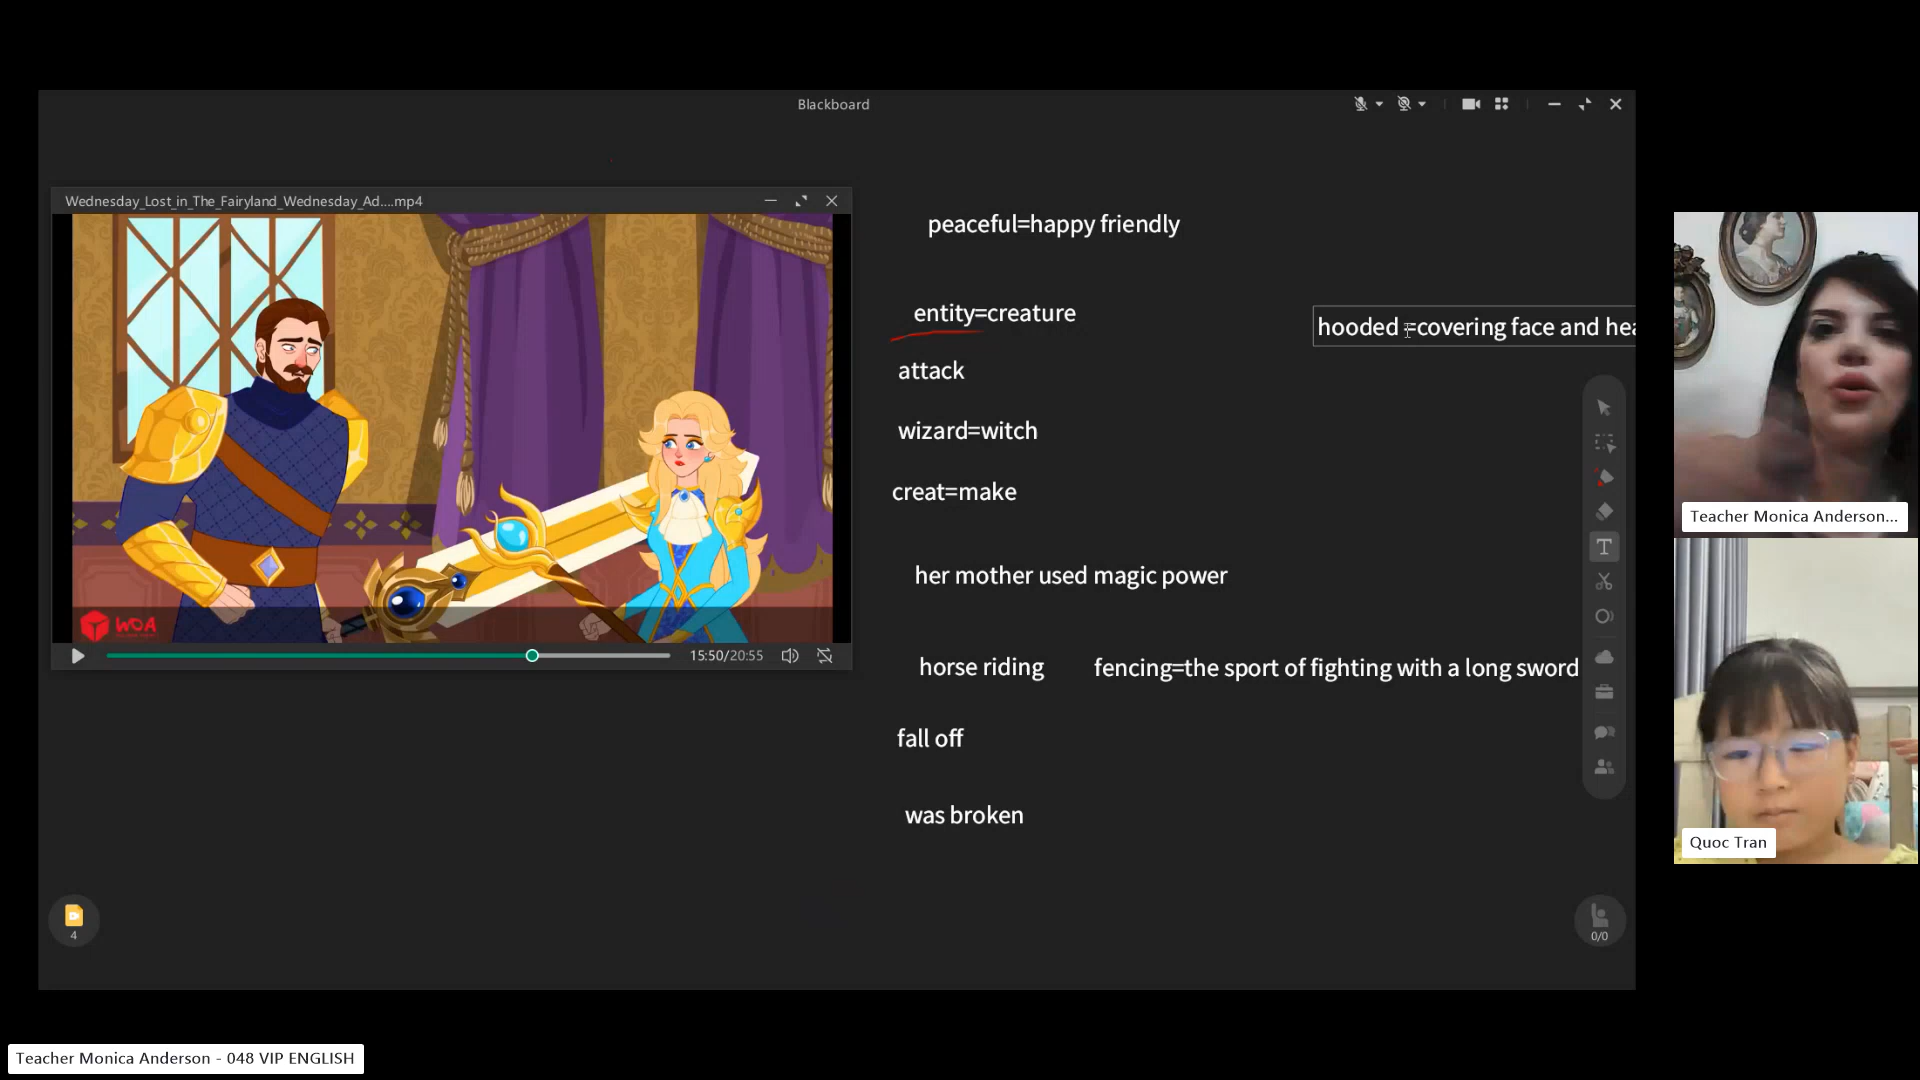 Blackboard
Wednesday_Lost_in_The_Fairyland_Wednesday_Ad....mp4
peaceful=happy friendly
entity=creature
hooded =covering face and hea
attack
wizard=witch
creat=make
her mother used magic power
horse riding
fencing=the sport of fighting with a long sword
fall off
was broken
WOA
15:50/20:55
4
0/0
Teacher Monica Anderson...
Quoc Tran
Teacher Monica Anderson - 048 VIP ENGLISH